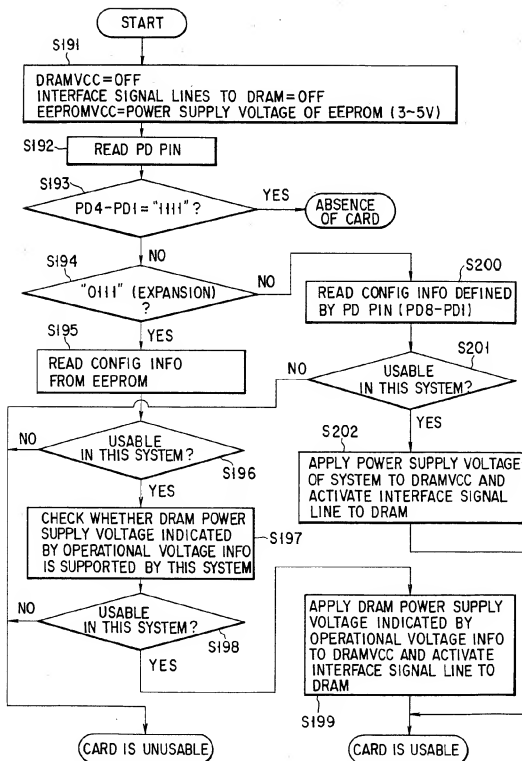 START
S191
DRAMVCC=OFF
INTERFACE SIGNAL LINES TO DRAM=OFF
EEPROMVCC=POWER SUPPLY VOLTAGE OF EEPROM (3~5V)
S192
READ PD PIN
S193
PD4-PD1="1111"?
YES
ABSENCE
OF CARD
NO
S194
"0111" (EXPANSION)
?
NO
S200
READ CONFIG INFO DEFINED
BY PD PIN (PD8-PD1)
YES
S195
READ CONFIG INFO
FROM EEPROM
S201
NO
USABLE
IN THIS SYSTEM?
YES
S202
APPLY POWER SUPPLY VOLTAGE
OF SYSTEM TO DRAMVCC AND
ACTIVATE INTERFACE SIGNAL
LINE TO DRAM
NO
USABLE
IN THIS SYSTEM?
S196
YES
CHECK WHETHER DRAM POWER
SUPPLY VOLTAGE INDICATED
BY OPERATIONAL VOLTAGE INFO
IS SUPPORTED BY THIS SYSTEM
S197
NO
USABLE
IN THIS SYSTEM?
S198
YES
APPLY DRAM POWER SUPPLY
VOLTAGE INDICATED BY
OPERATIONAL VOLTAGE INFO
TO DRAMVCC AND ACTIVATE
INTERFACE SIGNAL LINE TO
DRAM
S199
CARD IS UNUSABLE
CARD IS USABLE